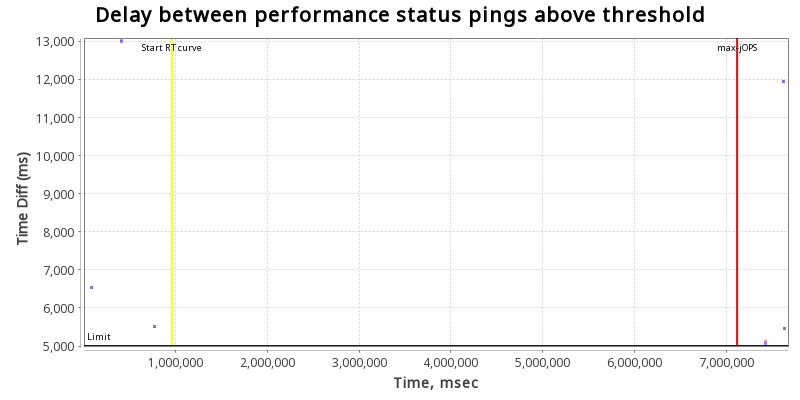 Delay between performance status pings above threshold
13,000
Start RT curve
max-jOPS
12,000
11,000
10,000
9,000
8,000
7,000
6,000
5,000
Limit
Time Diff (ms)
1,000,000
2,000,000
3,000,000
4,000,000
5,000,000
6,000,000
7,000,000
Time, msec